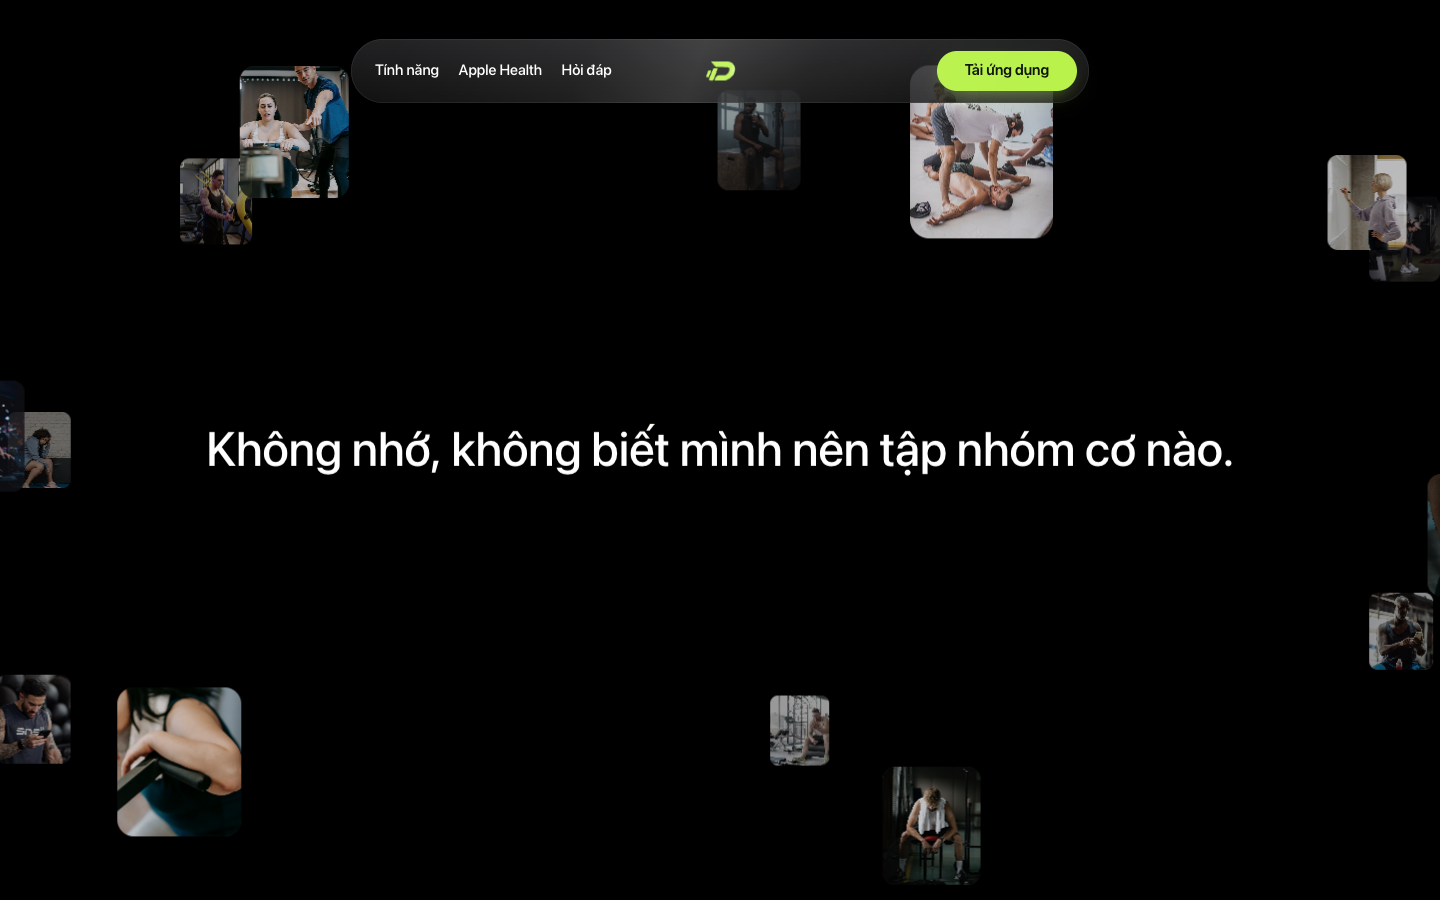 Tính năng
Apple Health
Hỏi đáp
Tải ứng dụng
Không nhớ, không biết mình nên tập nhóm cơ nào.